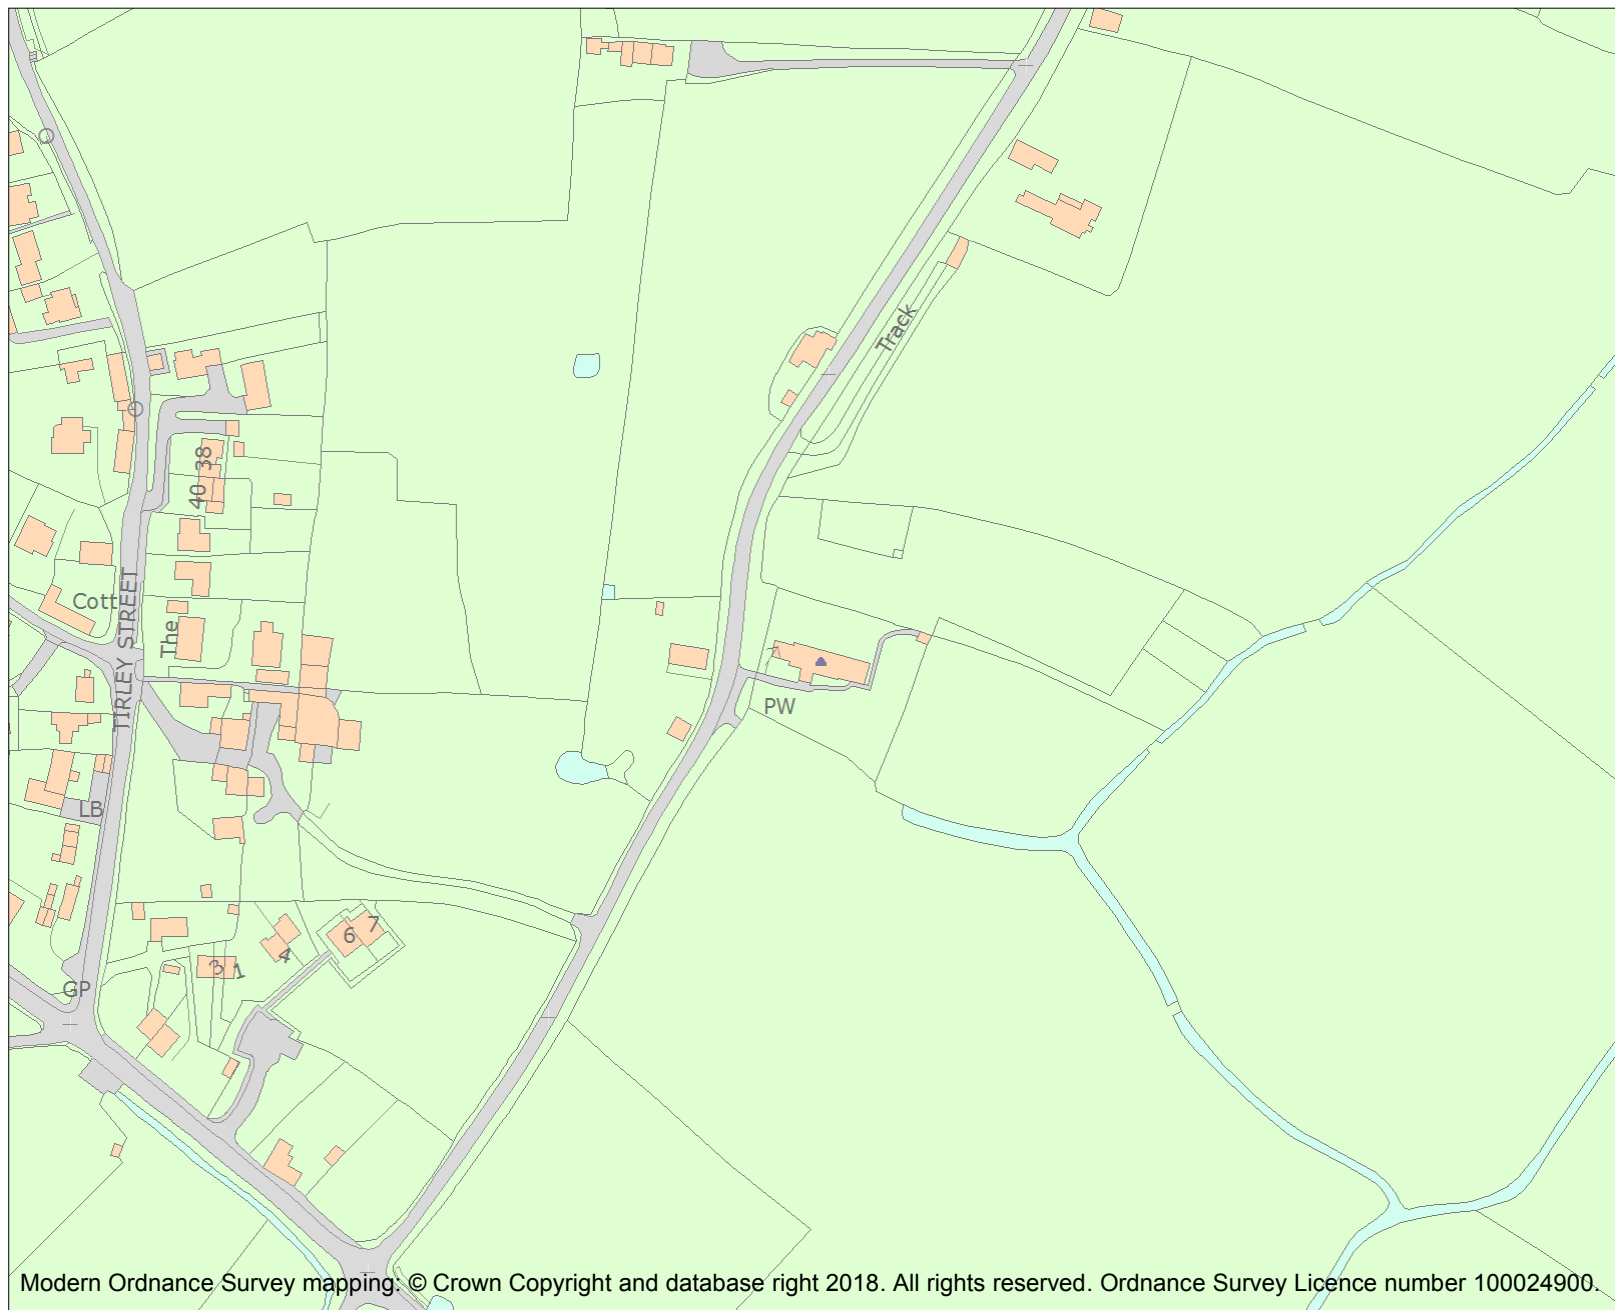 Track
38
40
Cott
The
TIRLEY STREET
PW
LB
7
6
4
3
1
GP
Modern Ordnance Survey mapping: © Crown Copyright and database right 2018. All rights reserved. Ordnance Survey Licence number 100024900.